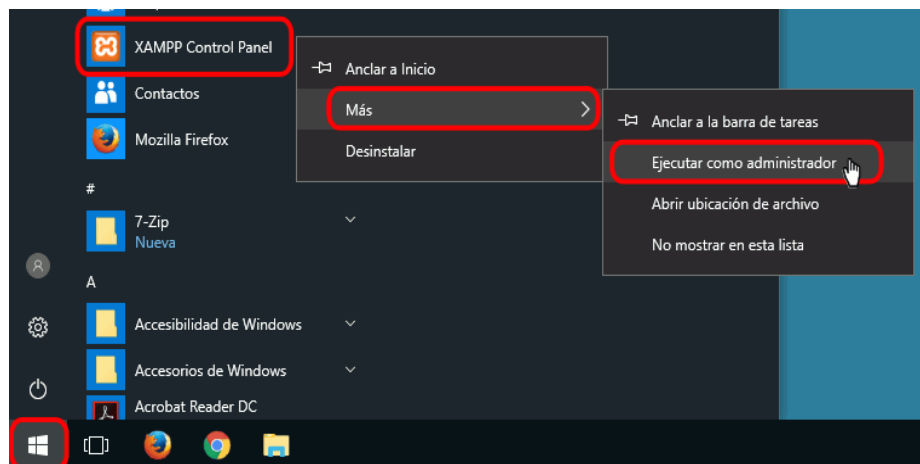 XAMPP Control Panel
Contactos
Mozilla Firefox
#
7-Zip
Nueva
A
Accesibilidad de Windows
Accesorios de Windows
Acrobat Reader DC
Anclar a Inicio
Más
Desinstalar
Anclar a la barra de tareas
Ejecutar como administrador
Abrir ubicación de archivo
No mostrar en esta lista